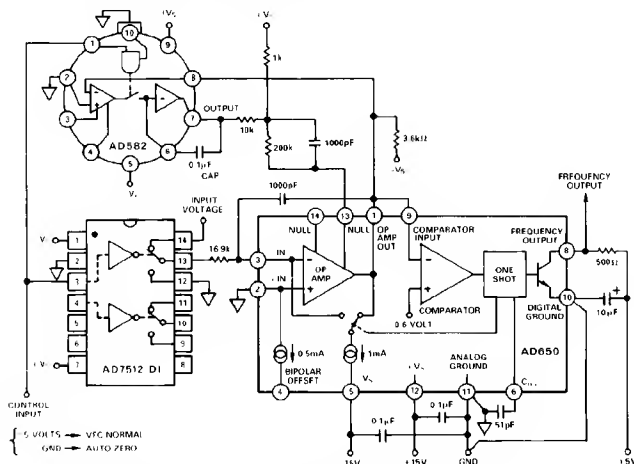 +VS
+VS
1
10
9
2
8
3
7
OUTPUT
4
6
5
AD582
0.1µF
CAP
10k
1k
200k
1000pF
3.6kΩ
-VS
1000pF
INPUT
VOLTAGE
16.9k
1
14
2
13
3
12
4
11
5
10
6
9
7
8
AD7512 DI
CONTROL
INPUT
5 VOLTS → VFC NORMAL
GND → AUTO ZERO
14
13
1
9
NULL
NULL
OP
AMP
OUT
COMPARATOR
INPUT
FREQUENCY
OUTPUT
FREQUENCY
OUTPUT
3
IN
2
IN
OP
AMP
COMPARATOR
ONE
SHOT
8
500Ω
10
DIGITAL
GROUND
10µF
0.6 VOLT
AD650
0.5mA
BIPOLAR
OFFSET
1mA
ANALOG
GROUND
4
5
12
11
6
0.1µF
0.1µF
51pF
15V
+15V
GND
+5V